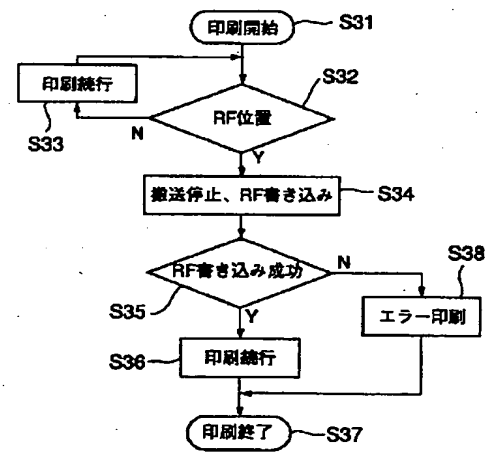 印刷開始
S31
印刷続行
S33
RF位置
S32
N
Y
搬送停止、RF書き込み
S34
RF書き込み成功
S35
N
Y
S38
エラー印刷
印刷続行
S36
印刷終了
S37